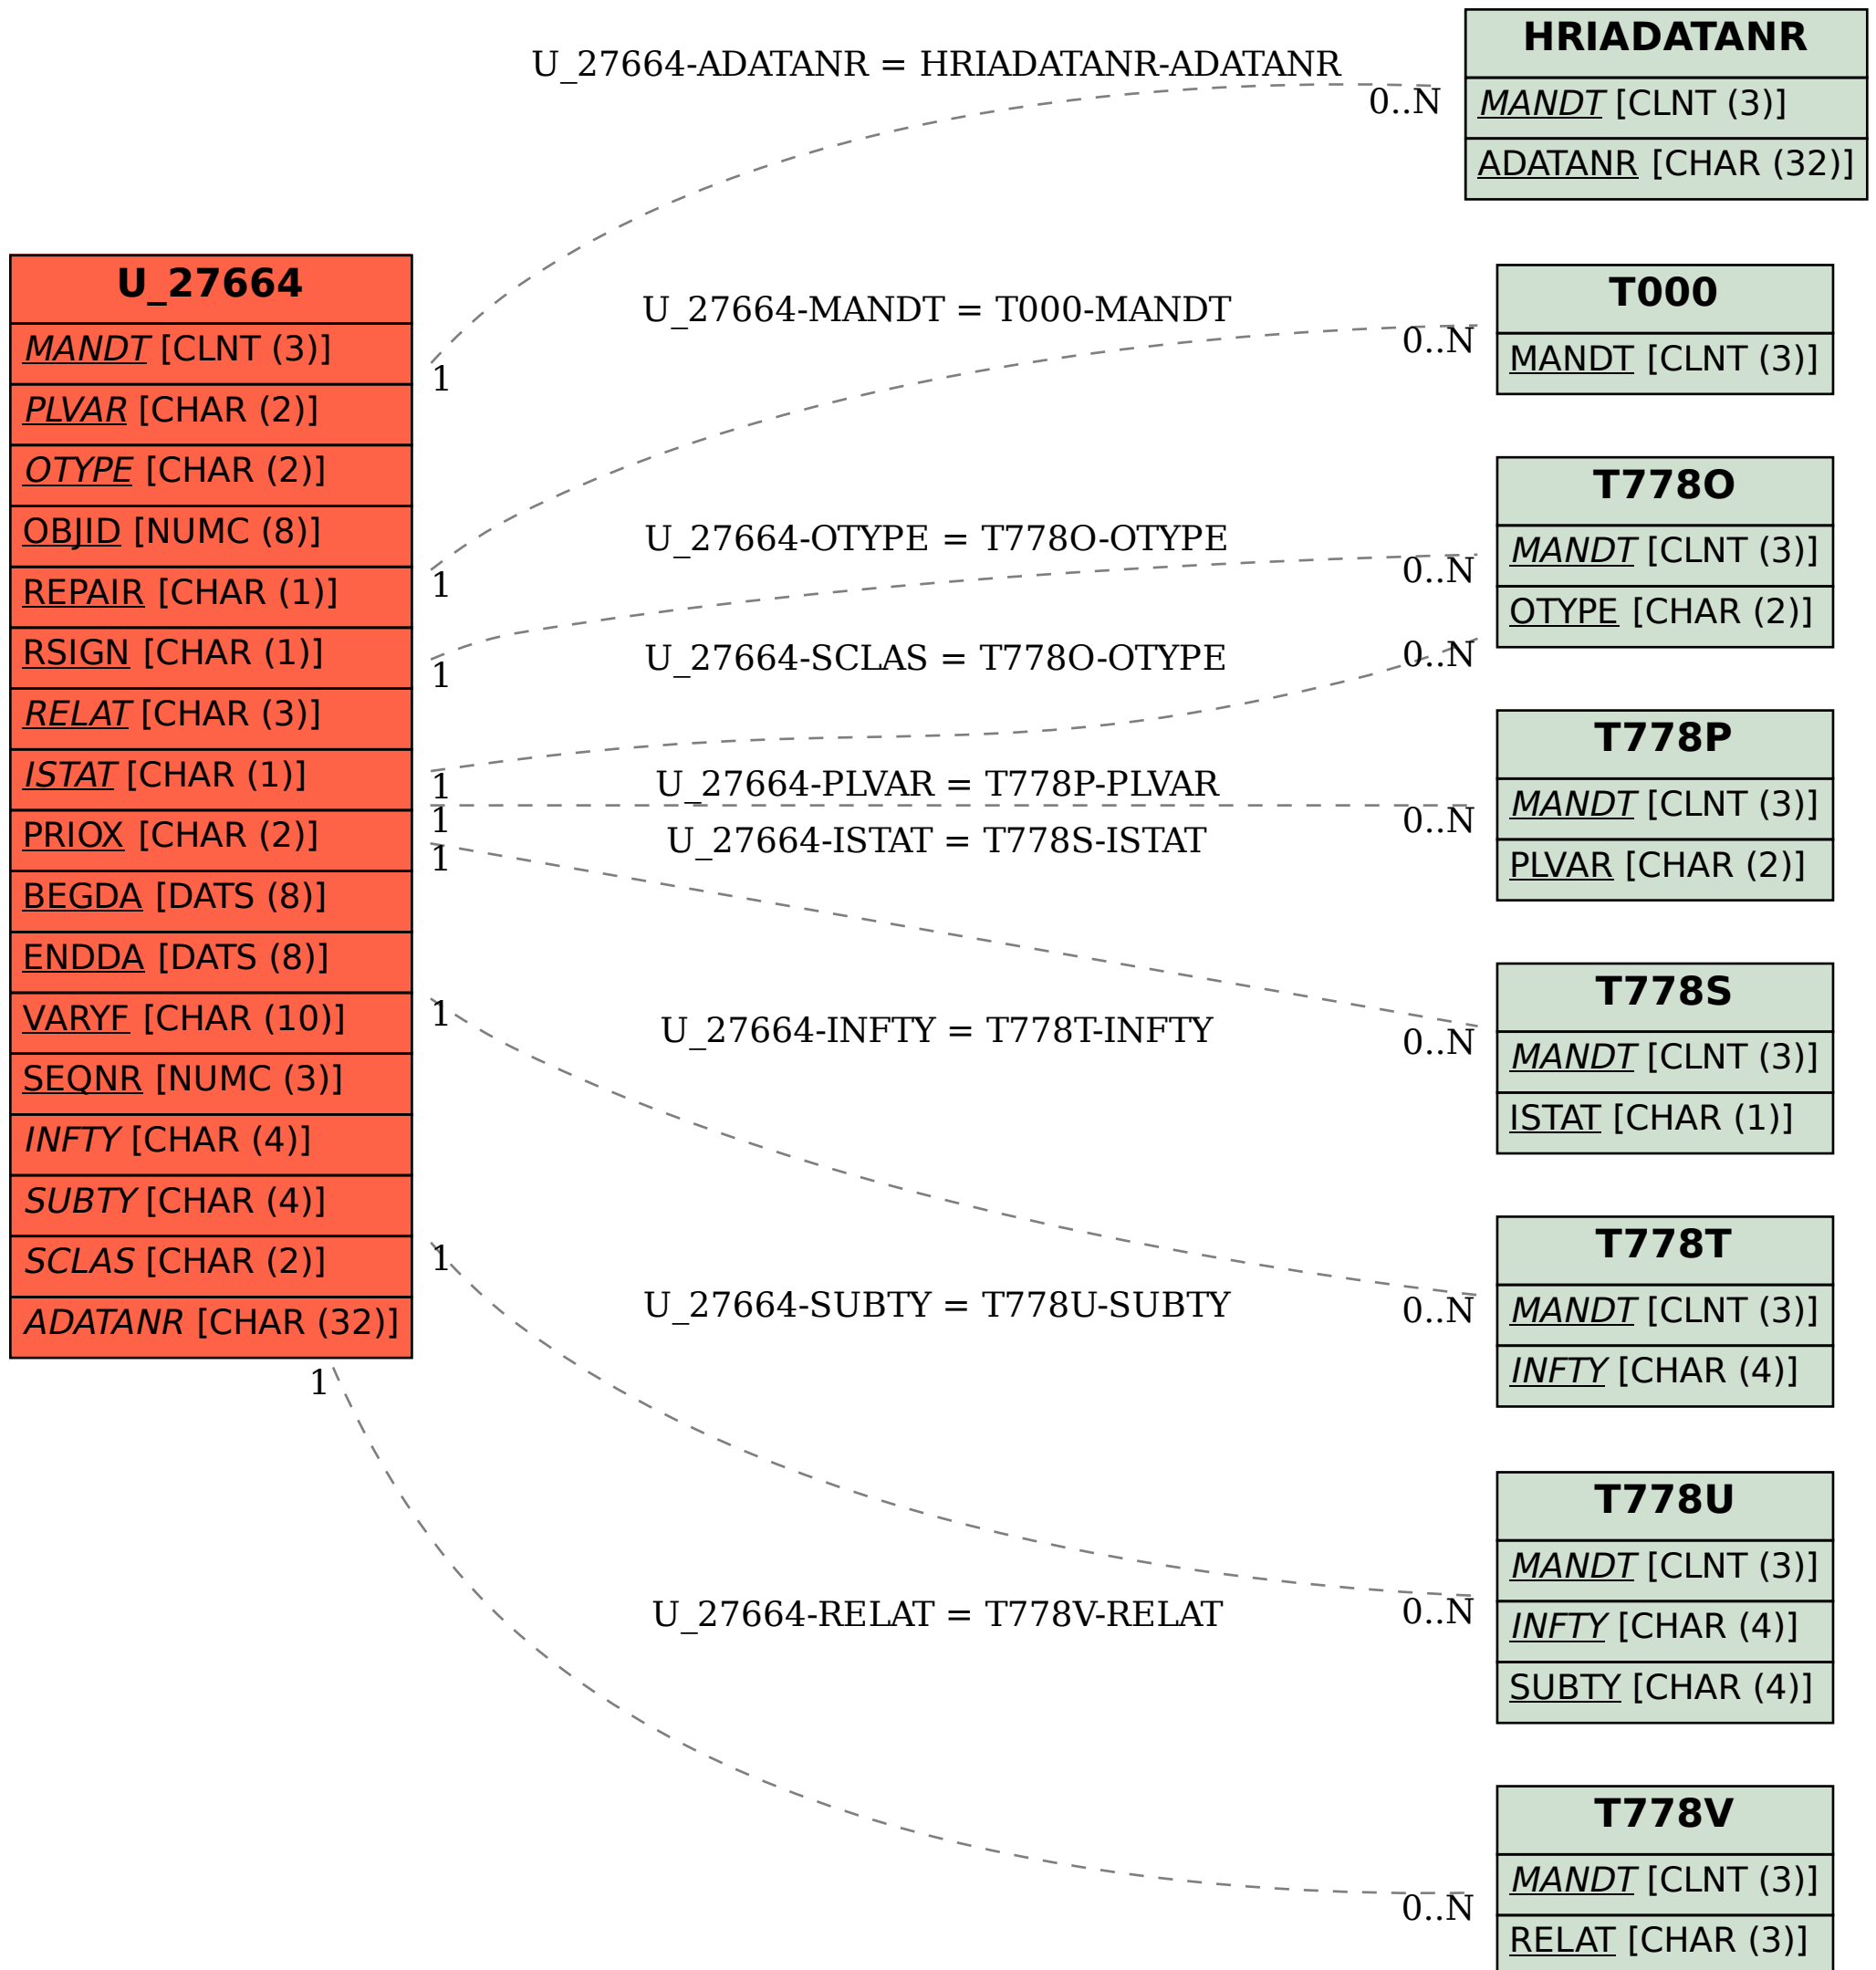 U_27664
MANDT [CLNT (3)]
PLVAR [CHAR (2)]
OTYPE [CHAR (2)]
OBJID [NUMC (8)]
REPAIR [CHAR (1)]
RSIGN [CHAR (1)]
RELAT [CHAR (3)]
ISTAT [CHAR (1)]
PRIOX [CHAR (2)]
BEGDA [DATS (8)]
ENDDA [DATS (8)]
VARYF [CHAR (10)]
SEQNR [NUMC (3)]
INFTY [CHAR (4)]
SUBTY [CHAR (4)]
SCLAS [CHAR (2)]
ADATANR [CHAR (32)]
U_27664-ADATANR = HRIADATANR-ADATANR
1
0..N
U_27664-MANDT = T000-MANDT
1
0..N
U_27664-OTYPE = T778O-OTYPE
1
0..N
U_27664-SCLAS = T778O-OTYPE
1
0..N
U_27664-PLVAR = T778P-PLVAR
1
0..N
U_27664-ISTAT = T778S-ISTAT
1
0..N
U_27664-INFTY = T778T-INFTY
1
0..N
U_27664-SUBTY = T778U-SUBTY
1
0..N
U_27664-RELAT = T778V-RELAT
1
0..N
HRIADATANR
MANDT [CLNT (3)]
ADATANR [CHAR (32)]
T000
MANDT [CLNT (3)]
T778O
MANDT [CLNT (3)]
OTYPE [CHAR (2)]
T778P
MANDT [CLNT (3)]
PLVAR [CHAR (2)]
T778S
MANDT [CLNT (3)]
ISTAT [CHAR (1)]
T778T
MANDT [CLNT (3)]
INFTY [CHAR (4)]
T778U
MANDT [CLNT (3)]
INFTY [CHAR (4)]
SUBTY [CHAR (4)]
T778V
MANDT [CLNT (3)]
RELAT [CHAR (3)]